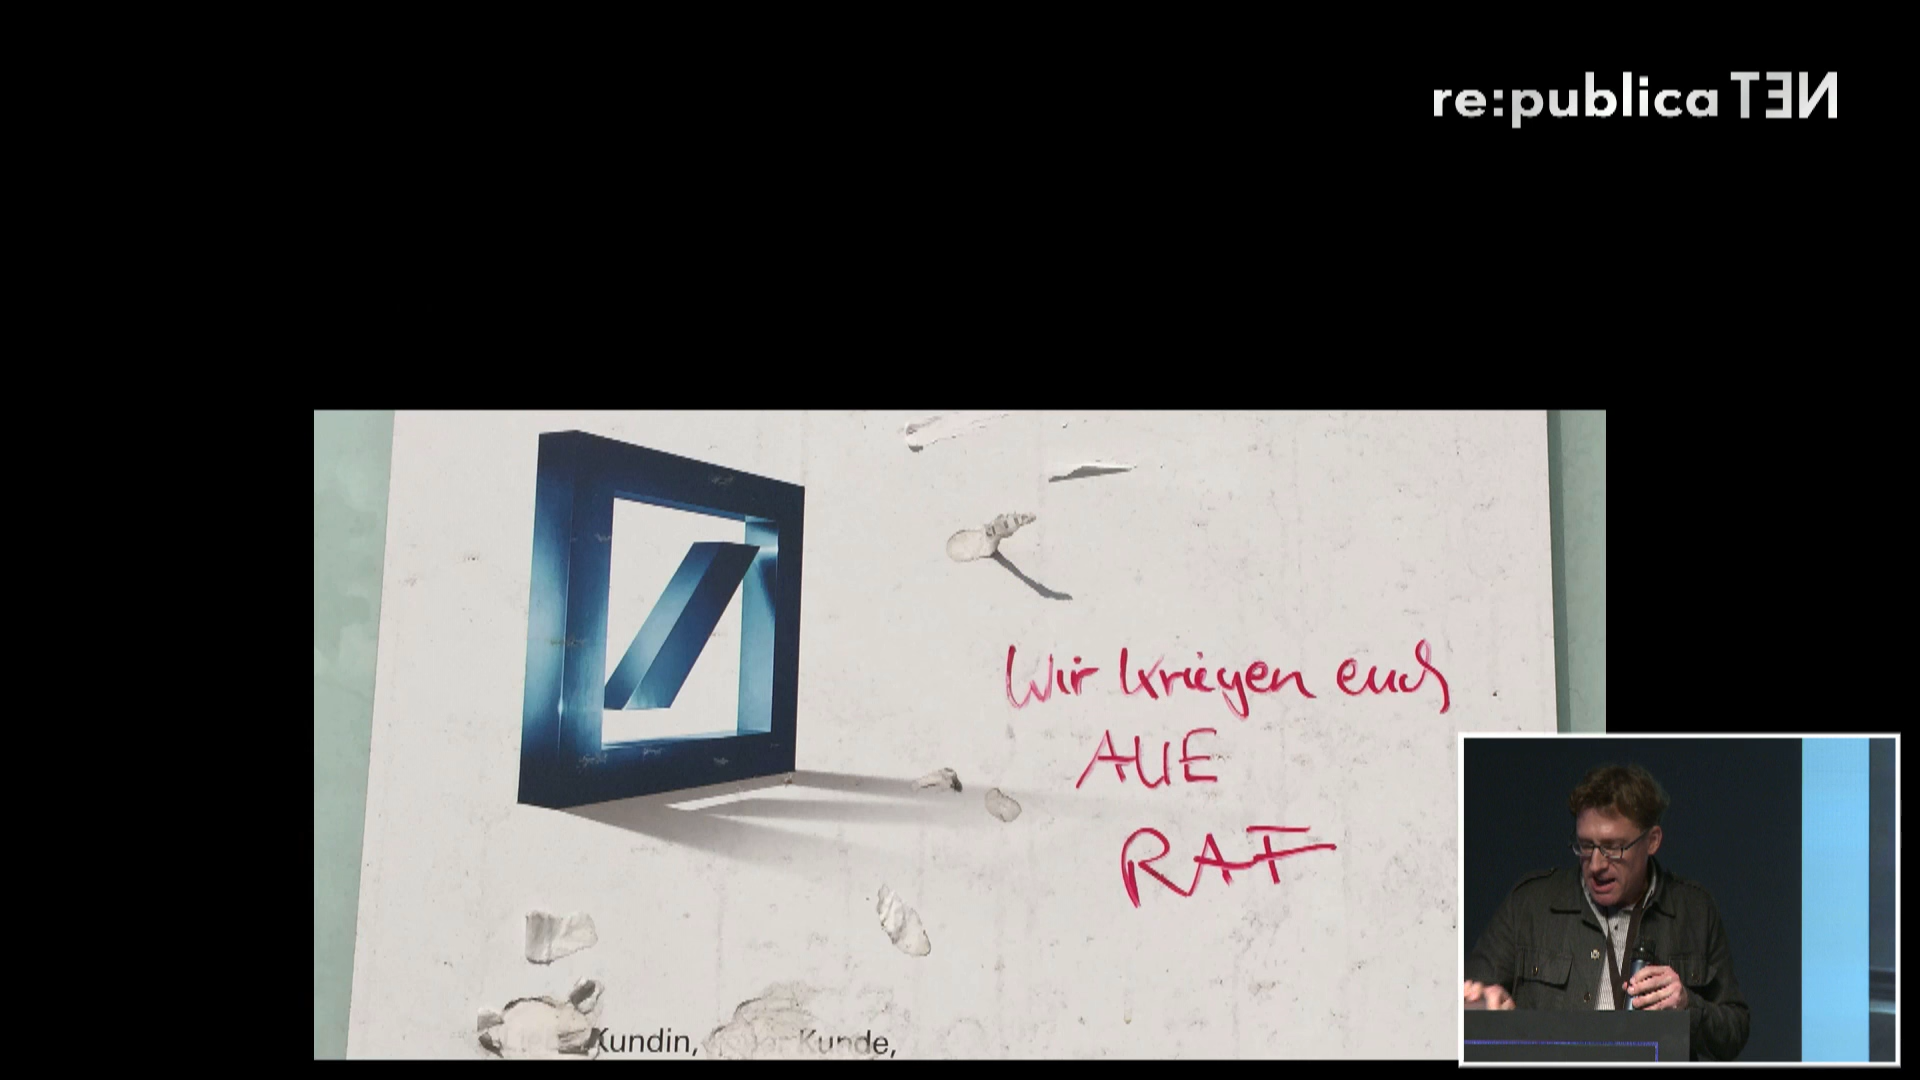 re:publica TEN
Wir kriegen euch
ALLE
RAF
Kundin, Kunde,